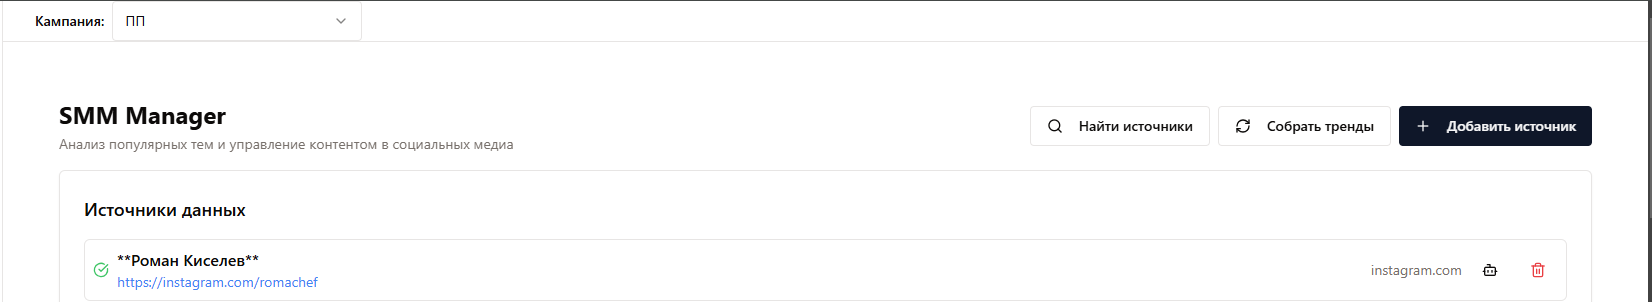 Кампания: ПП
SMM Manager
Анализ популярных тем и управление контентом в социальных медиа
Найти источники
Собрать тренды
Добавить источник
Источники данных
**Роман Киселев**
https://instagram.com/romachef
instagram.com